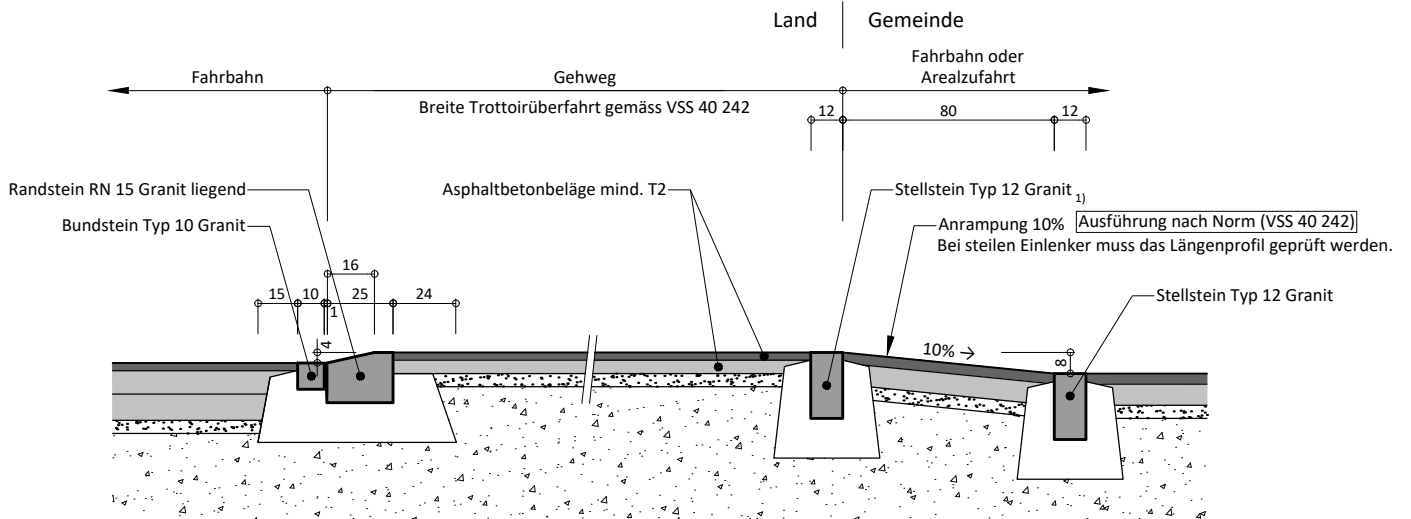 Land Gemeinde
Fahrbahn
Gehweg
Fahrbahn oder
Arealzufahrt
Breite Trottoirüberfahrt gemäss VSS 40 242
12 80 12
Randstein RN 15 Granit liegend
Bundstein Typ 10 Granit
Asphaltbetonbeläge mind. T2
Stellstein Typ 12 Granit 1)
Anrampung 10% Ausführung nach Norm (VSS 40 242)
Bei steilen Einlenker muss das Längenprofil geprüft werden.
Stellstein Typ 12 Granit
16
15 10 1 25 24
4
10% →
8